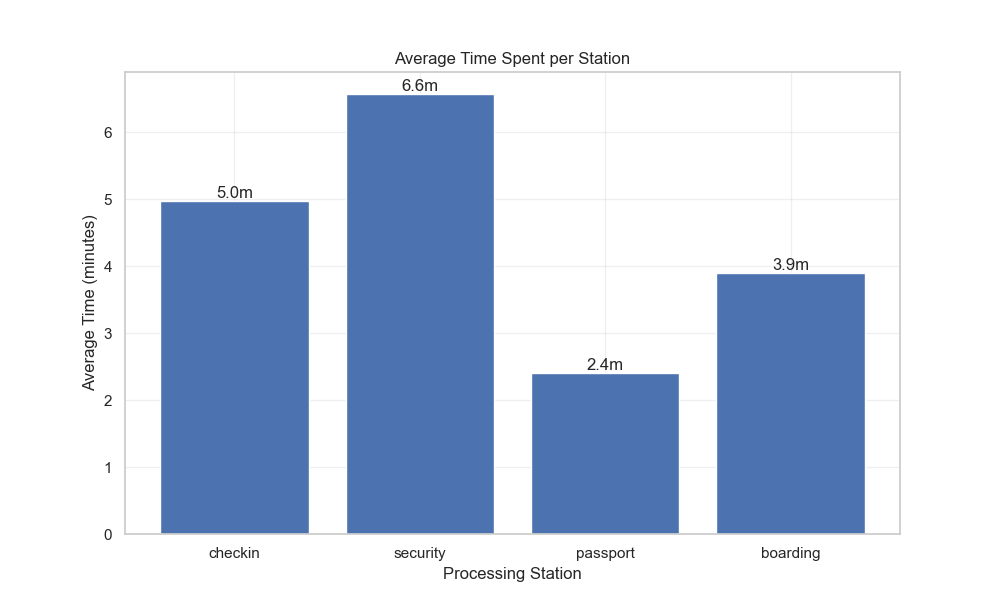 Average Time Spent per Station
6.6m
5.0m
3.9m
2.4m
Average Time (minutes)
6
5
4
3
2
1
0
checkin
security
passport
boarding
Processing Station